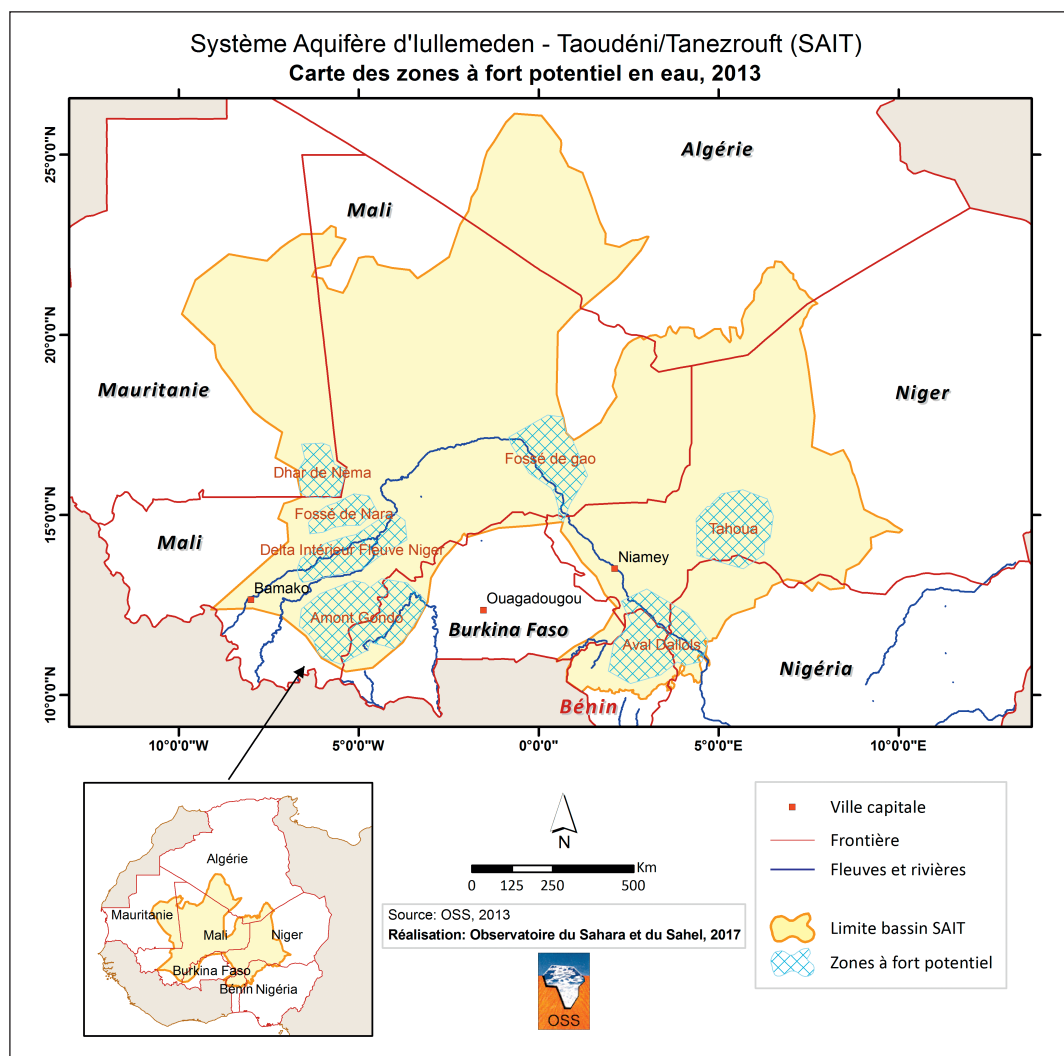 Système Aquifère d'Iullemeden - Taoudéni/Tanezrouft (SAIT)
Carte des zones à fort potentiel en eau, 2013
10°0'0"W
5°0'0"W
0°0'0"
5°0'0"E
10°0'0"E
25°0'0"N
20°0'0"N
15°0'0"N
10°0'0"N
Algérie
Mali
Mauritanie
Niger
Dhar de Néma
Fossé de gao
Fossé de Nara
Mali
Tahoua
Delta Intérieur Fleuve Niger
Niamey
Bamako
Ouagadougou
Amont Gondo
Burkina Faso
Aval Dallols
Nigéria
Bénin
Algérie
Mauritanie
Mali
Niger
Burkina Faso
Bénin
Nigéria
N
Km
0 125 250 500
Source: OSS, 2013
Réalisation: Observatoire du Sahara et du Sahel, 2017
OSS
Ville capitale
Frontière
Fleuves et rivières
Limite bassin SAIT
Zones à fort potentiel